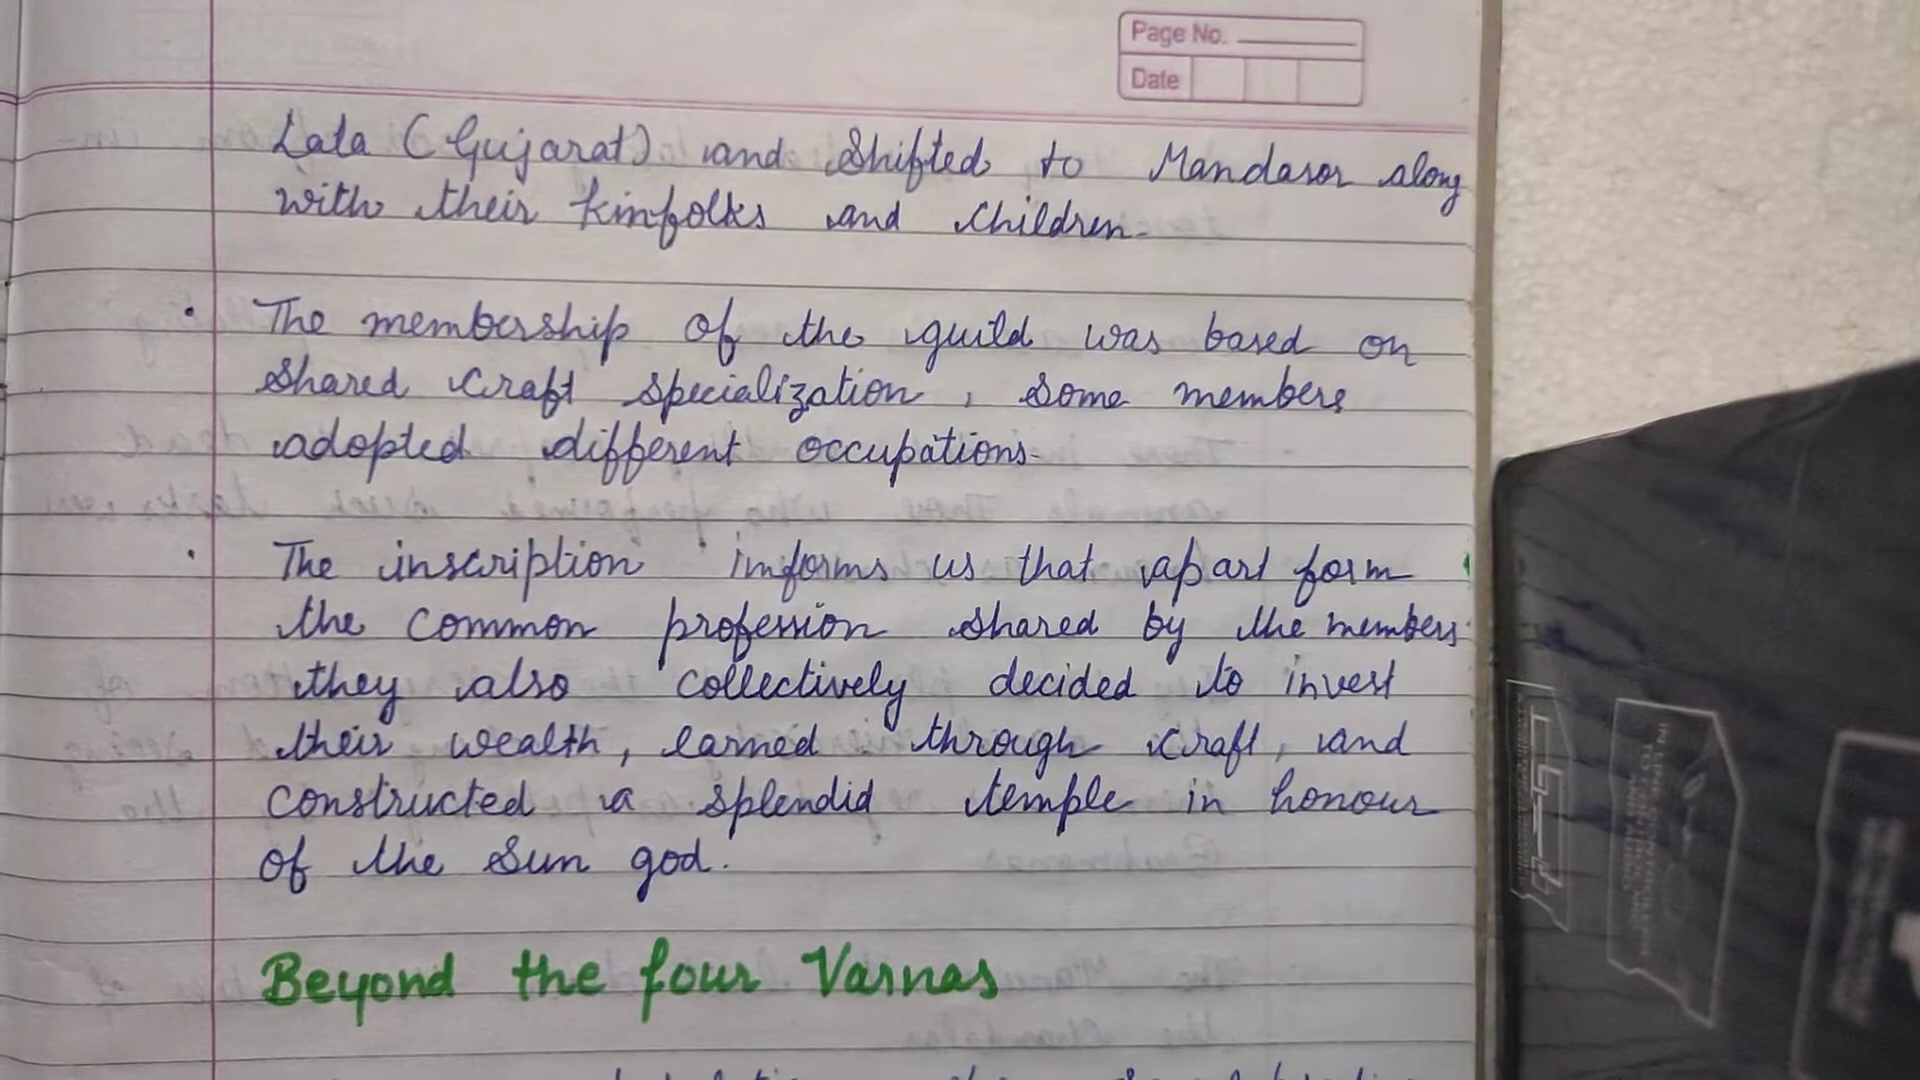 Page No.
Date
Lata (Gujarat) and shifted to Mandasor along
with their kinfolks and children.
· The membership of the guild was based on
shared craft specialization, some members
adopted different occupations.
· The inscription informs us that apart form
the common profession shared by the members
they also collectively decided to invest
their wealth, earned through craft, and
constructed a splendid temple in honour
of the Sun god.
Beyond the four Varnas